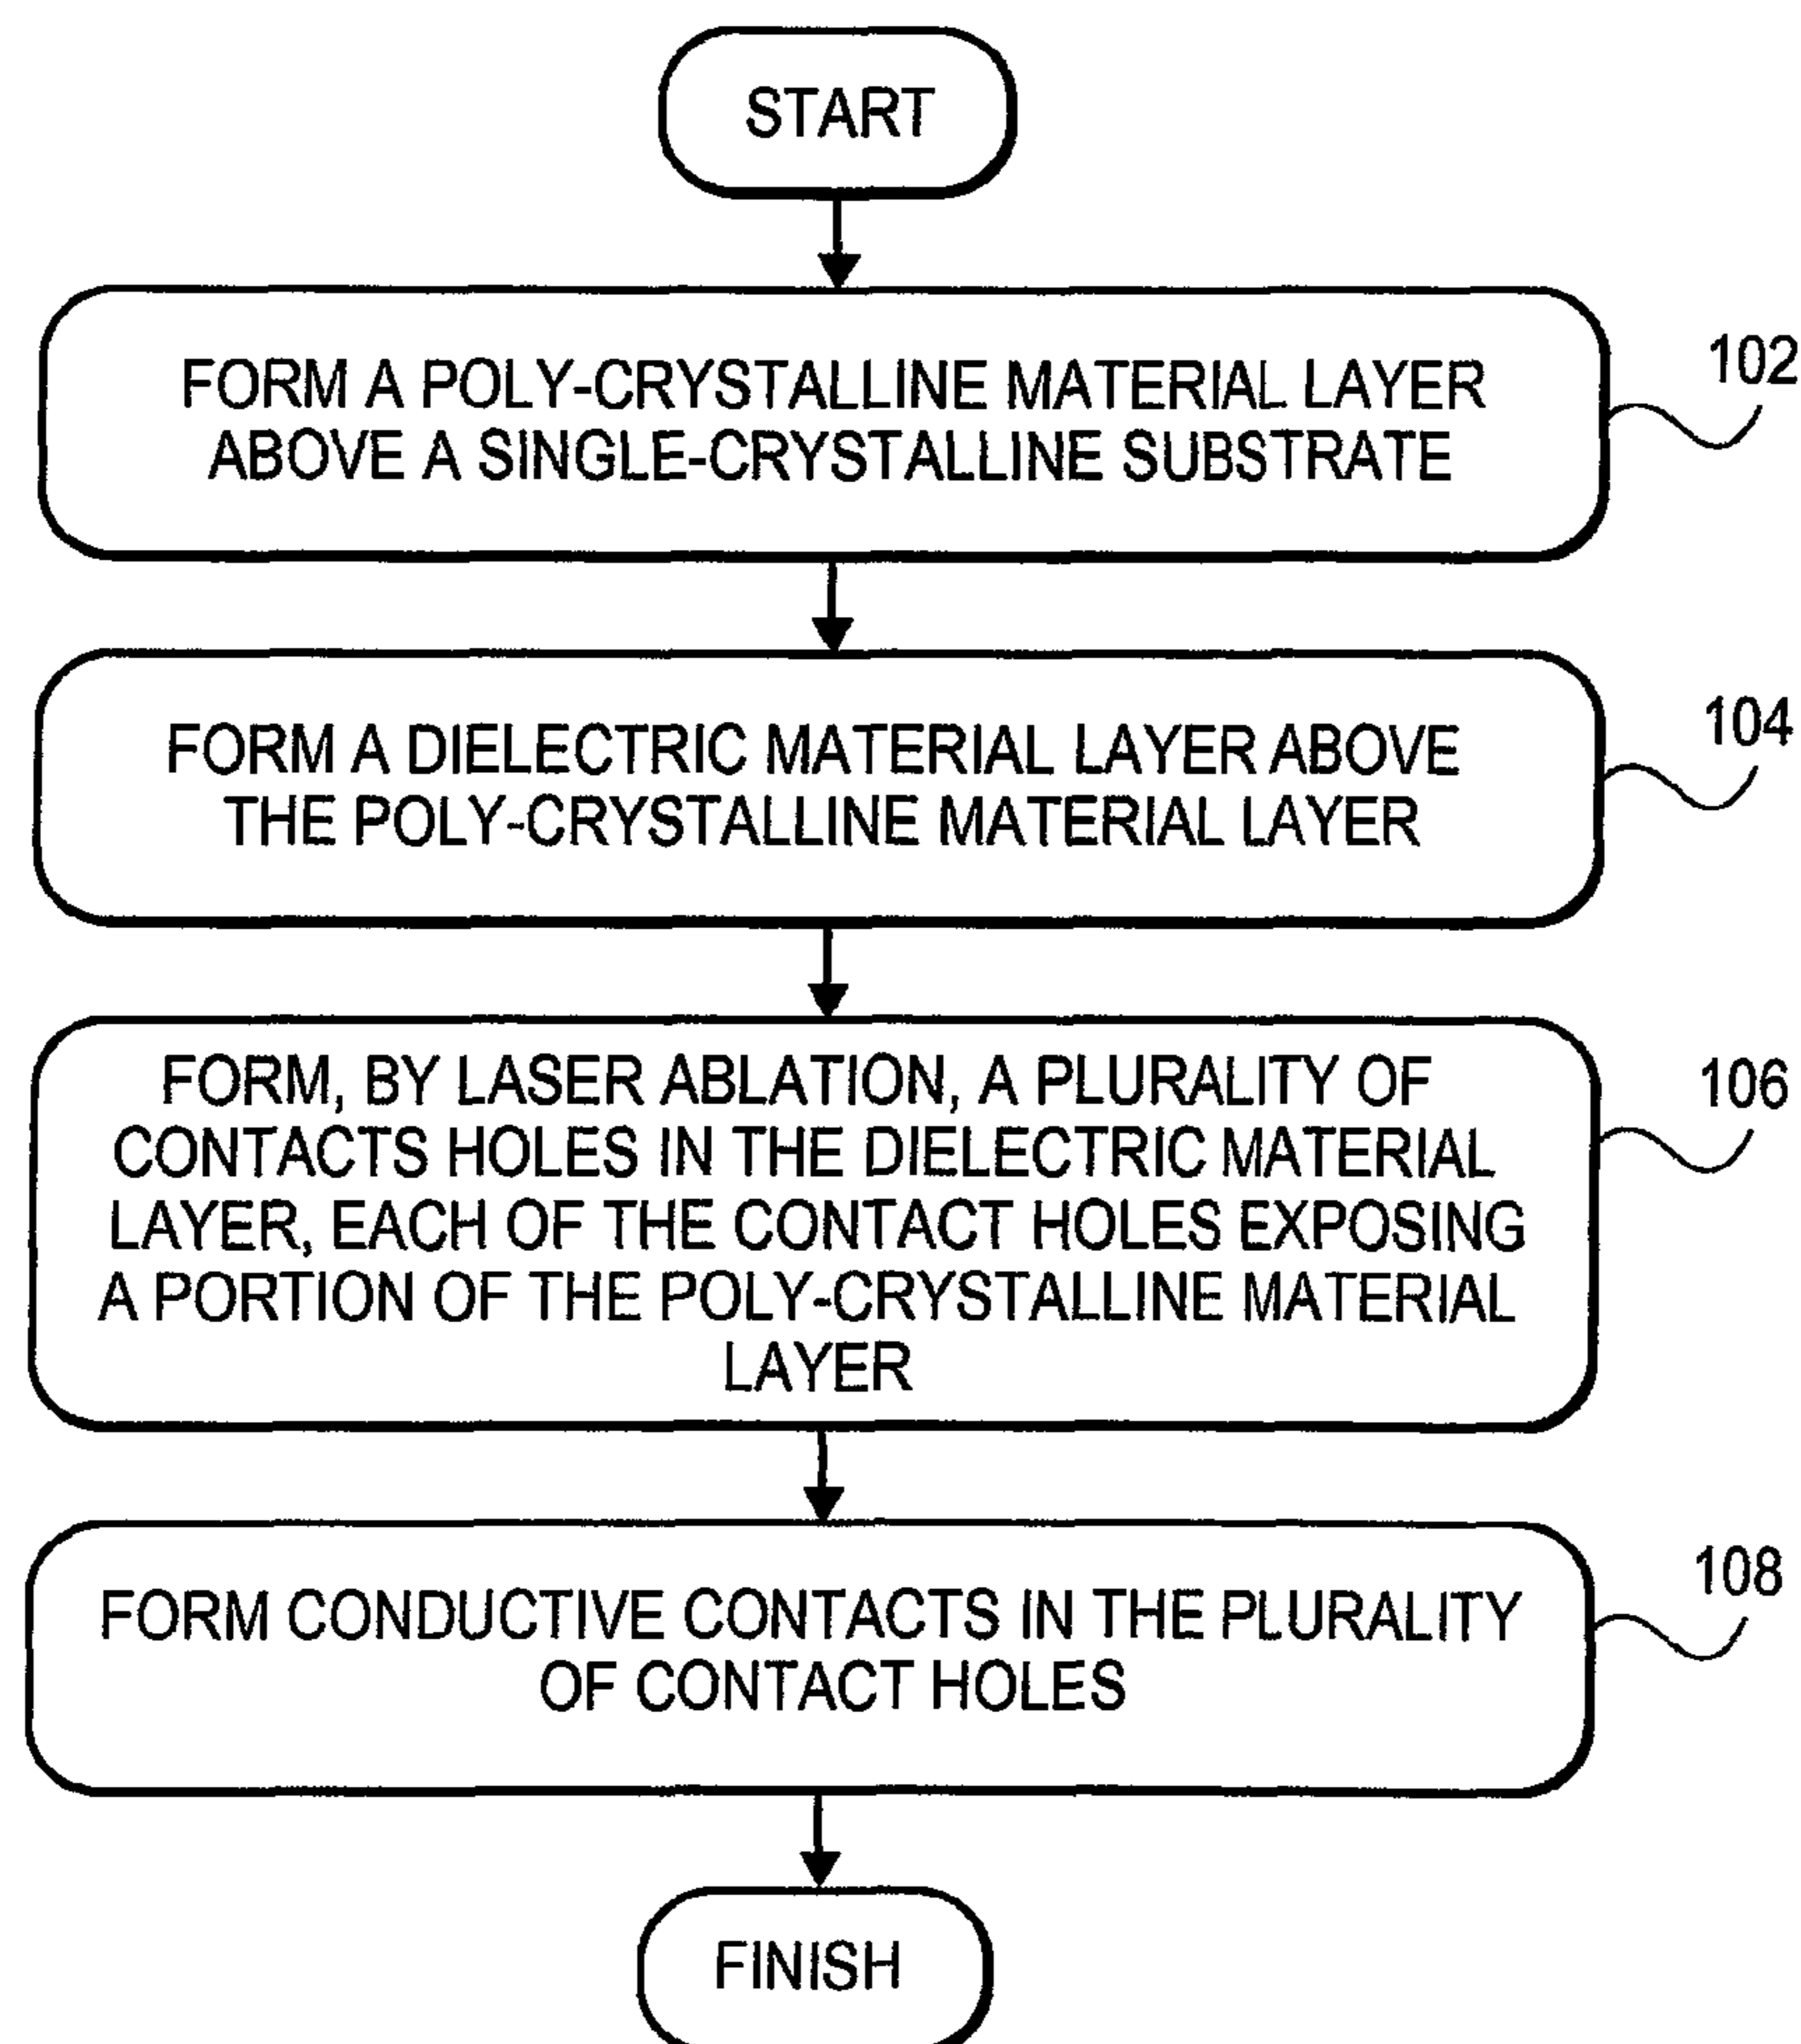 START
FORM A POLY-CRYSTALLINE MATERIAL LAYER
ABOVE A SINGLE-CRYSTALLINE SUBSTRATE
102
FORM A DIELECTRIC MATERIAL LAYER ABOVE
THE POLY-CRYSTALLINE MATERIAL LAYER
104
FORM, BY LASER ABLATION, A PLURALITY OF
CONTACTS HOLES IN THE DIELECTRIC MATERIAL
LAYER, EACH OF THE CONTACT HOLES EXPOSING
A PORTION OF THE POLY-CRYSTALLINE MATERIAL
LAYER
106
FORM CONDUCTIVE CONTACTS IN THE PLURALITY
OF CONTACT HOLES
108
FINISH